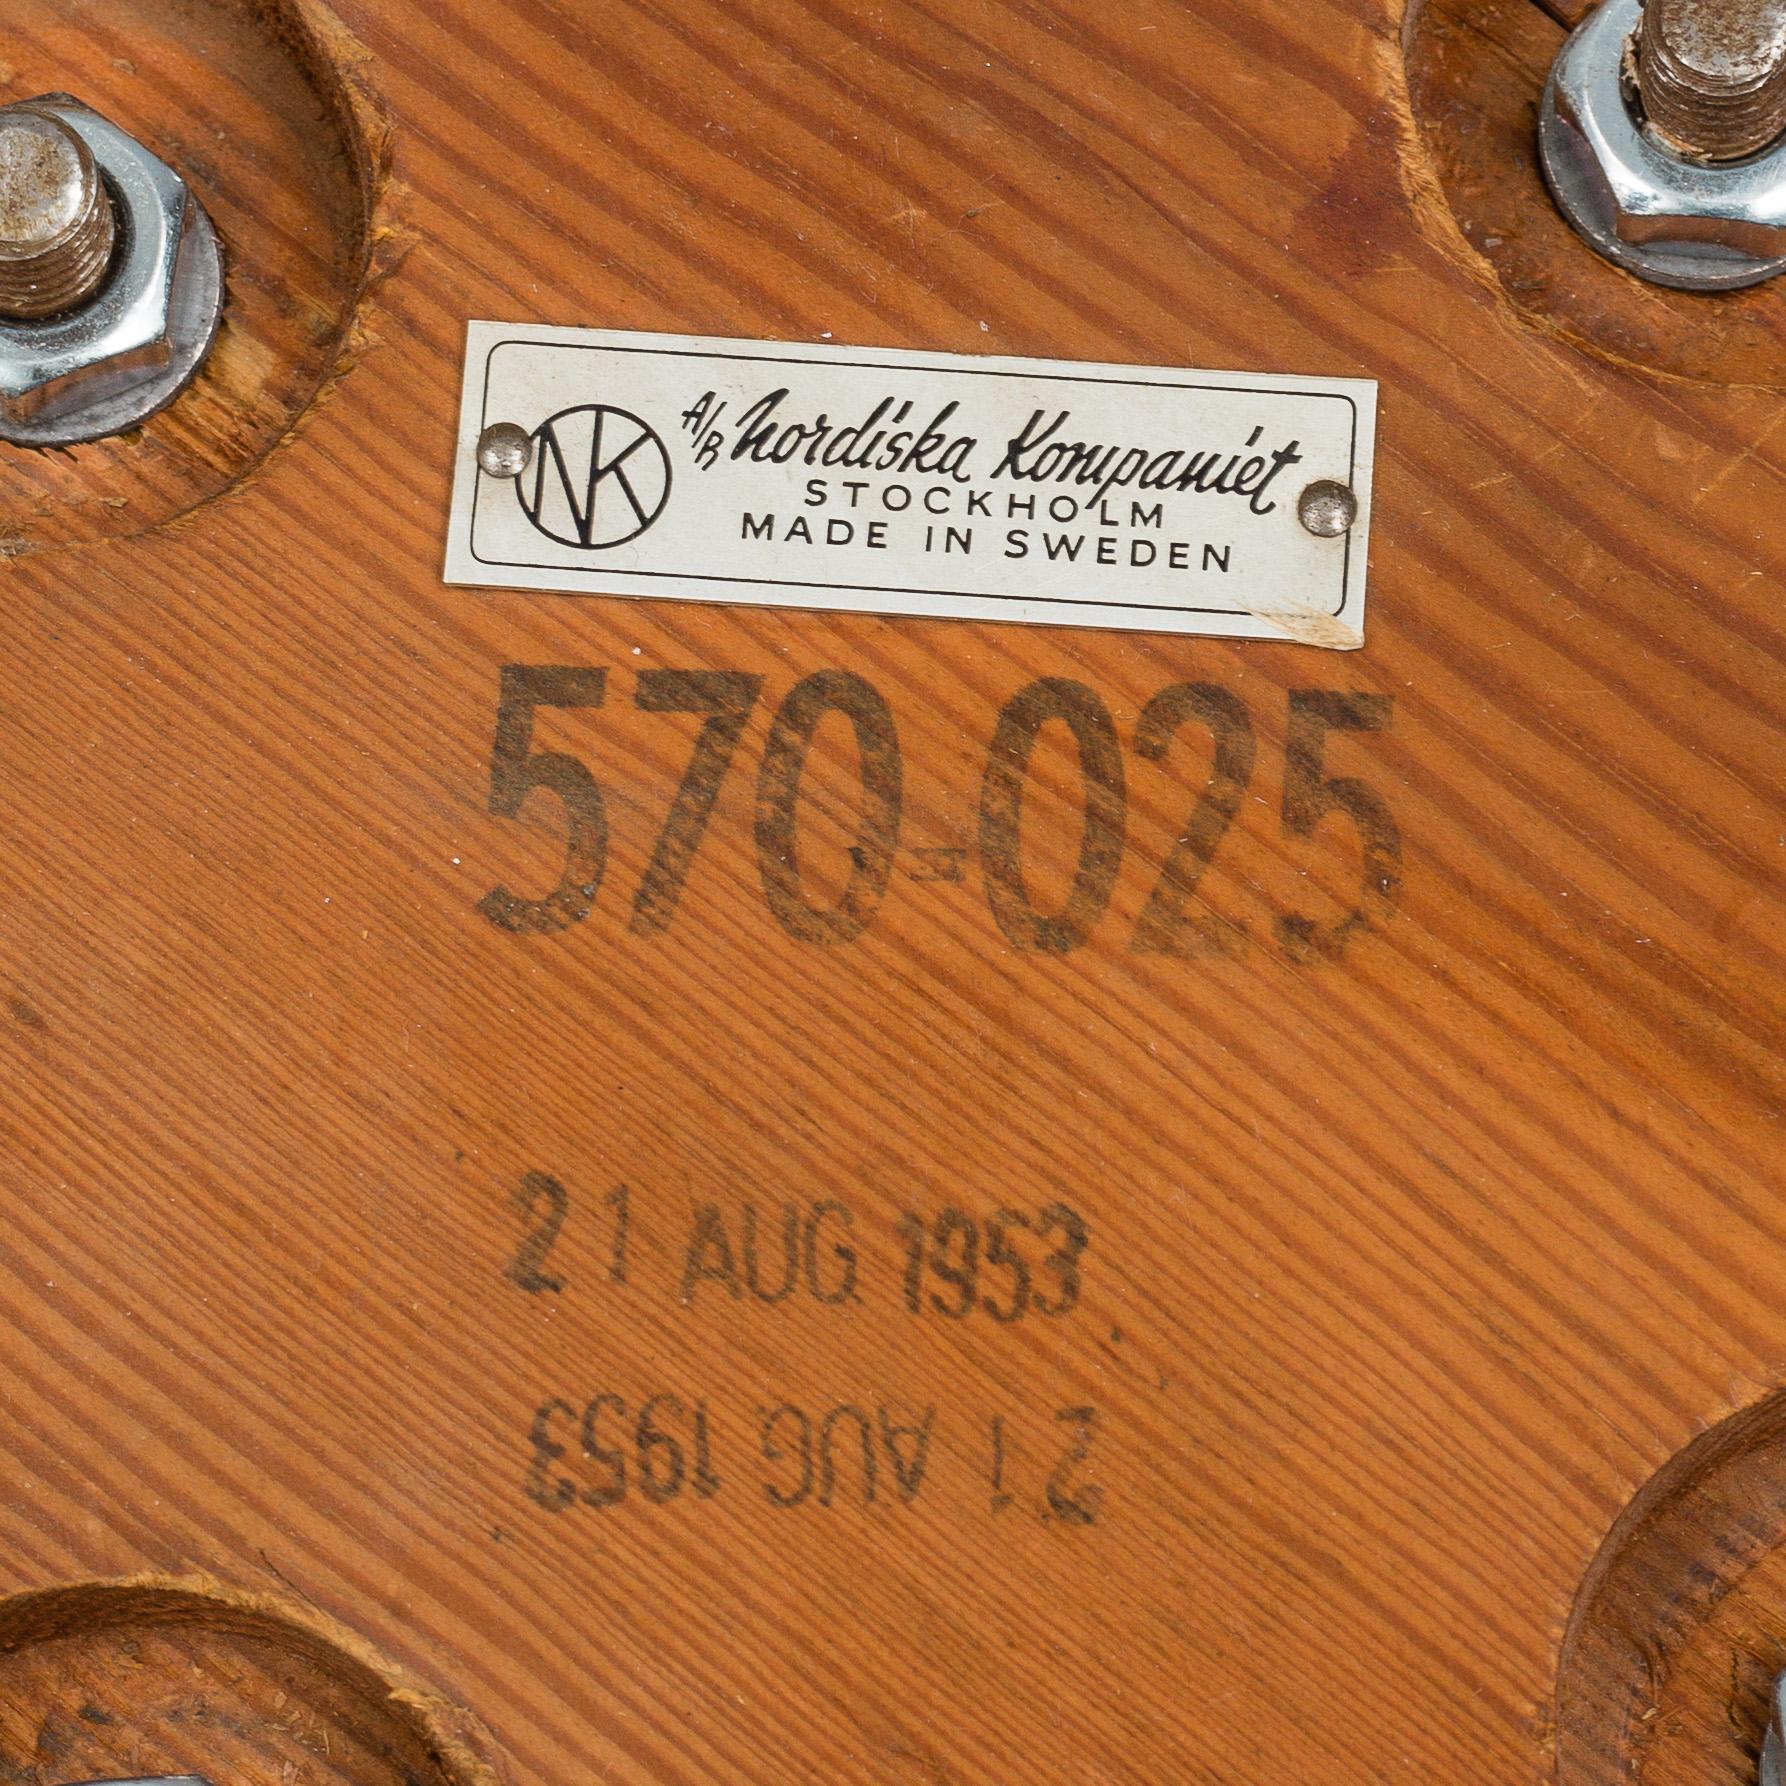 NK
A/B Nordiska Kompaniet
STOCKHOLM
MADE IN SWEDEN
570-025
21 AUG. 1953
21 AUG. 1953